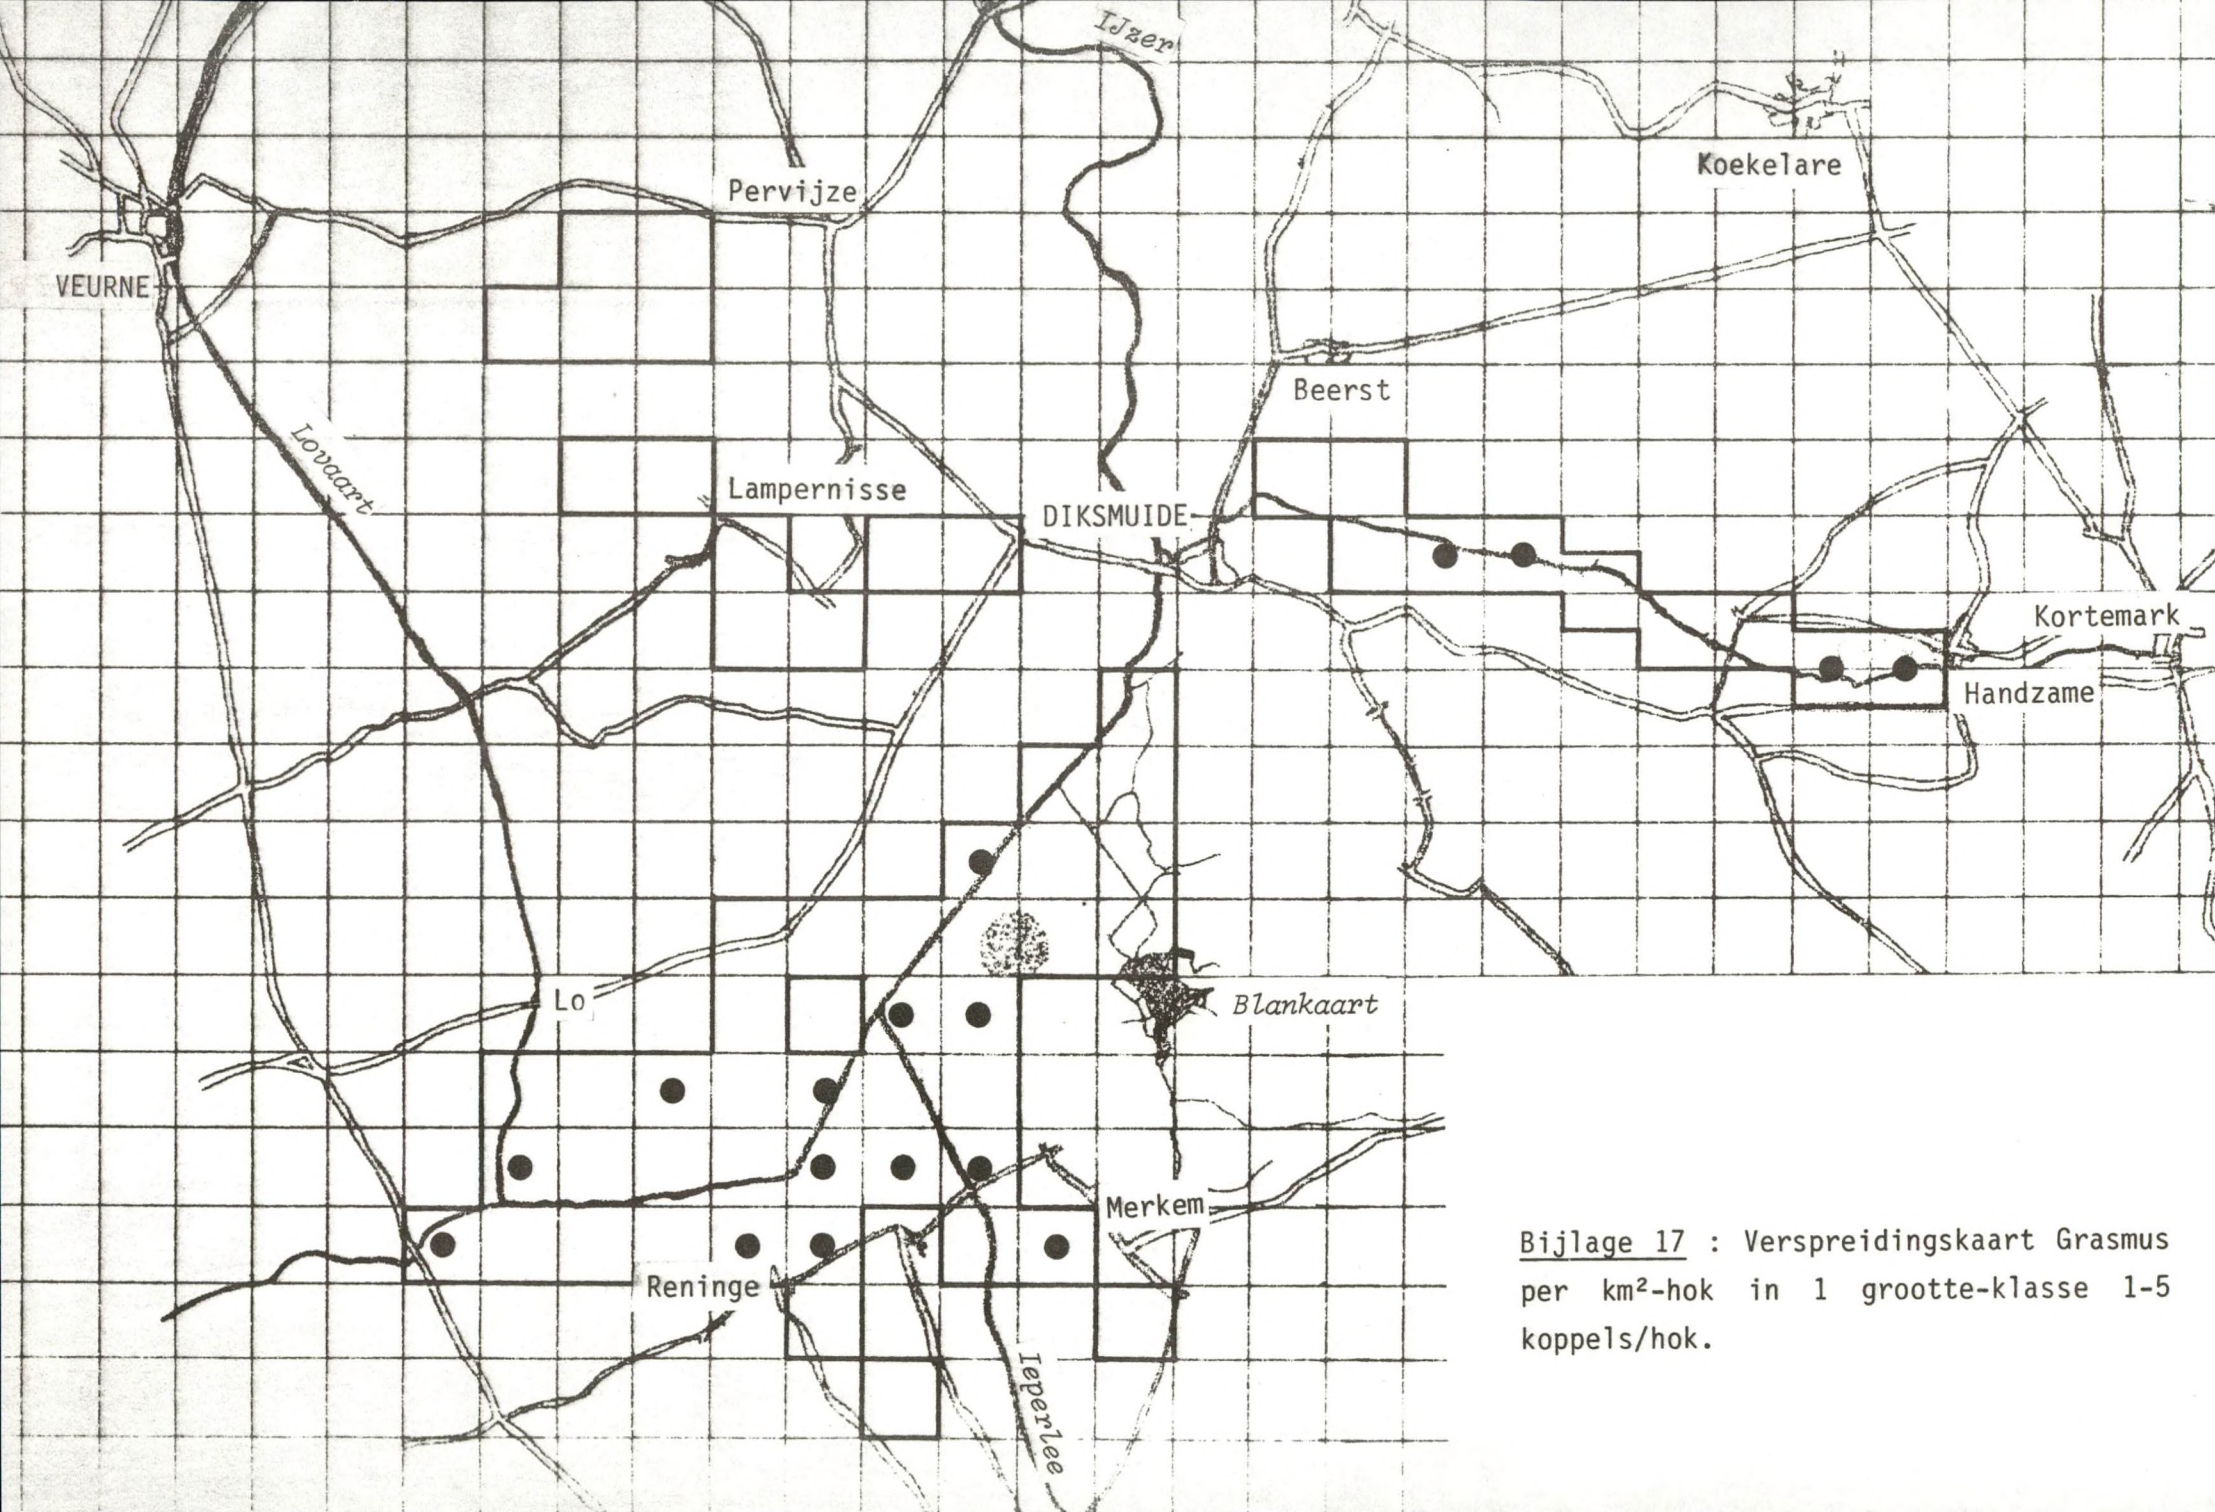 IJzer
Koekelare
Pervijze
VEURNE
Beerst
Lovaart
Lampernisse
DIKSMUIDE
Kortemark
Handzame
Lo
Blankaart
Merkem
Reninge
Ieperlee
Bijlage 17 : Verspreidingskaart Grasmus
per km²-hok in 1 grootte-klasse 1-5
koppels/hok.